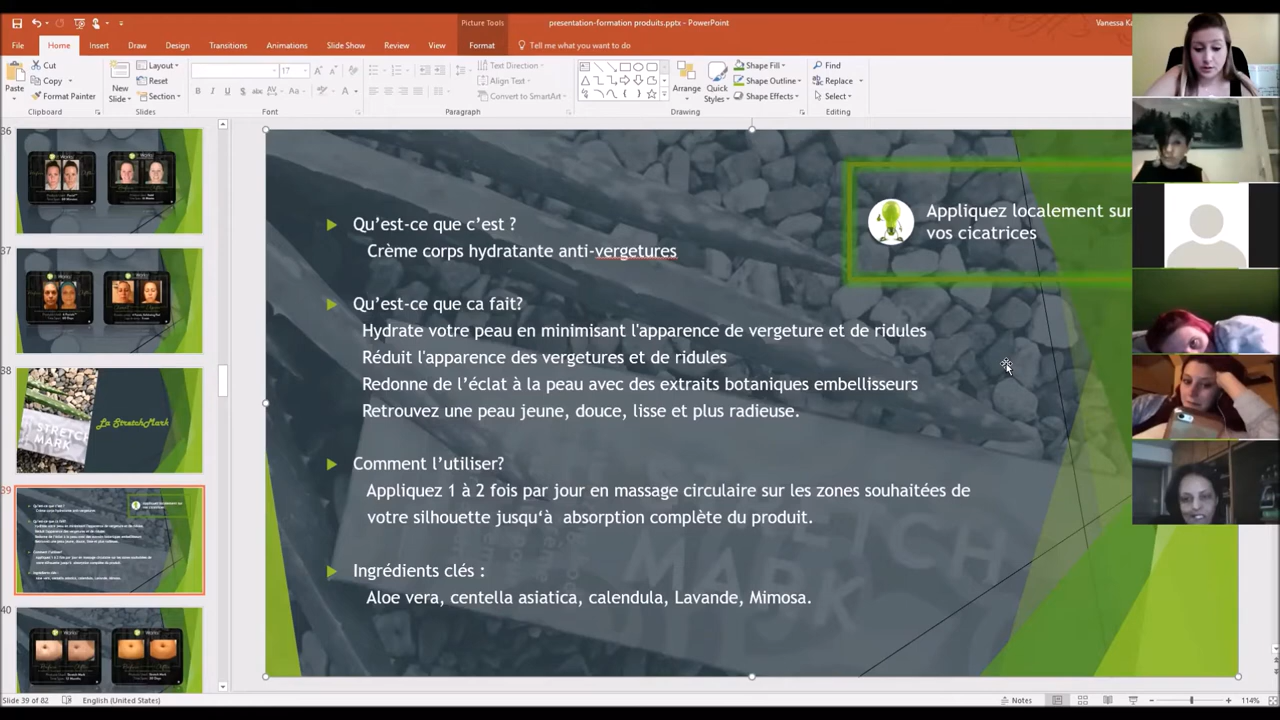 presentation-formation produits.pptx - PowerPoint
Picture Tools
Vanessa
File
Home
Insert
Draw
Design
Transitions
Animations
Slide Show
Review
View
Format
Tell me what you want to do
Paste
Cut
Copy
Format Painter
Clipboard
New
Slide
Layout
Reset
Section
Slides
17
Font
Text Direction
Align Text
Convert to SmartArt
Paragraph
Arrange
Quick
Styles
Shape Fill
Shape Outline
Shape Effects
Drawing
Find
Replace
Select
Editing
36
37
38
La StretchMark
39
40
Appliquez localement sur
vos cicatrices
Qu'est-ce que c'est ?
Crème corps hydratante anti-vergetures
Qu'est-ce que ca fait?
Hydrate votre peau en minimisant l'apparence de vergeture et de ridules
Réduit l'apparence des vergetures et de ridules
Redonne de l'éclat à la peau avec des extraits botaniques embellisseurs
Retrouvez une peau jeune, douce, lisse et plus radieuse.
Comment l'utiliser?
Appliquez 1 à 2 fois par jour en massage circulaire sur les zones souhaitées de
votre silhouette jusqu'à absorption complète du produit.
Ingrédients clés :
Aloe vera, centella asiatica, calendula, Lavande, Mimosa.
Slide 39 of 82
English (United States)
Notes
114%